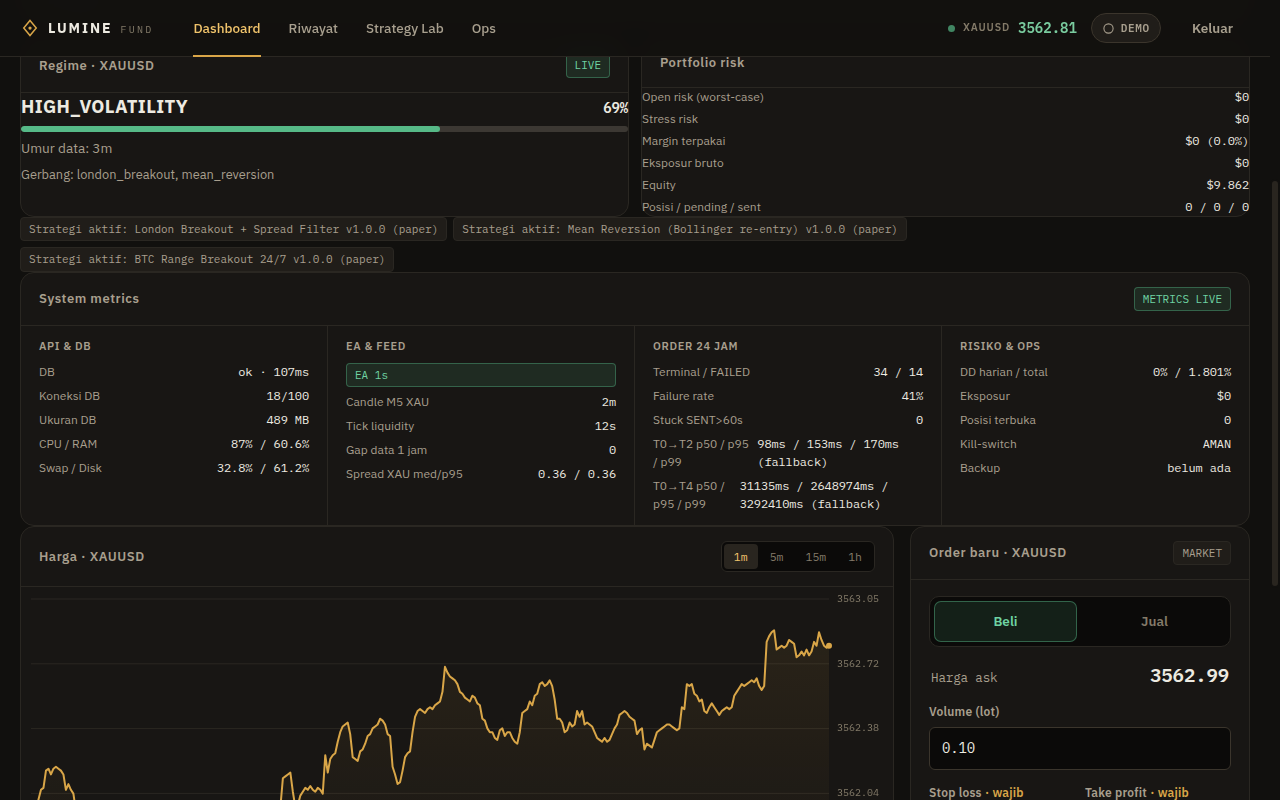 LUMINE FUND Dashboard Riwayat Strategy Lab Ops XAUUSD 3562.81 DEMO Keluar
Regime · XAUUSD LIVE
HIGH_VOLATILITY 69%
Umur data: 3m
Gerbang: london_breakout, mean_reversion
Portfolio risk
Open risk (worst-case) $0
Stress risk $0
Margin terpakai $0 (0.0%)
Eksposur bruto $0
Equity $9.862
Posisi / pending / sent 0 / 0 / 0
Strategi aktif: London Breakout + Spread Filter v1.0.0 (paper) Strategi aktif: Mean Reversion (Bollinger re-entry) v1.0.0 (paper)
Strategi aktif: BTC Range Breakout 24/7 v1.0.0 (paper)
System metrics METRICS LIVE
API & DB
DB ok · 107ms
Koneksi DB 18/100
Ukuran DB 489 MB
CPU / RAM 87% / 60.6%
Swap / Disk 32.8% / 61.2%
EA & FEED
EA 1s
Candle M5 XAU 2m
Tick liquidity 12s
Gap data 1 jam 0
Spread XAU med/p95 0.36 / 0.36
ORDER 24 JAM
Terminal / FAILED 34 / 14
Failure rate 41%
Stuck SENT>60s 0
T0→T2 p50 / p95 98ms / 153ms / 170ms
/ p99 (fallback)
T0→T4 p50 / 31135ms / 2648974ms /
p95 / p99 3292410ms (fallback)
RISIKO & OPS
DD harian / total 0% / 1.801%
Eksposur $0
Posisi terbuka 0
Kill-switch AMAN
Backup belum ada
Harga · XAUUSD 1m 5m 15m 1h
3563.05
3562.72
3562.38
3562.04
Order baru · XAUUSD MARKET
Beli Jual
Harga ask 3562.99
Volume (lot)
0.10
Stop loss · wajib Take profit · wajib